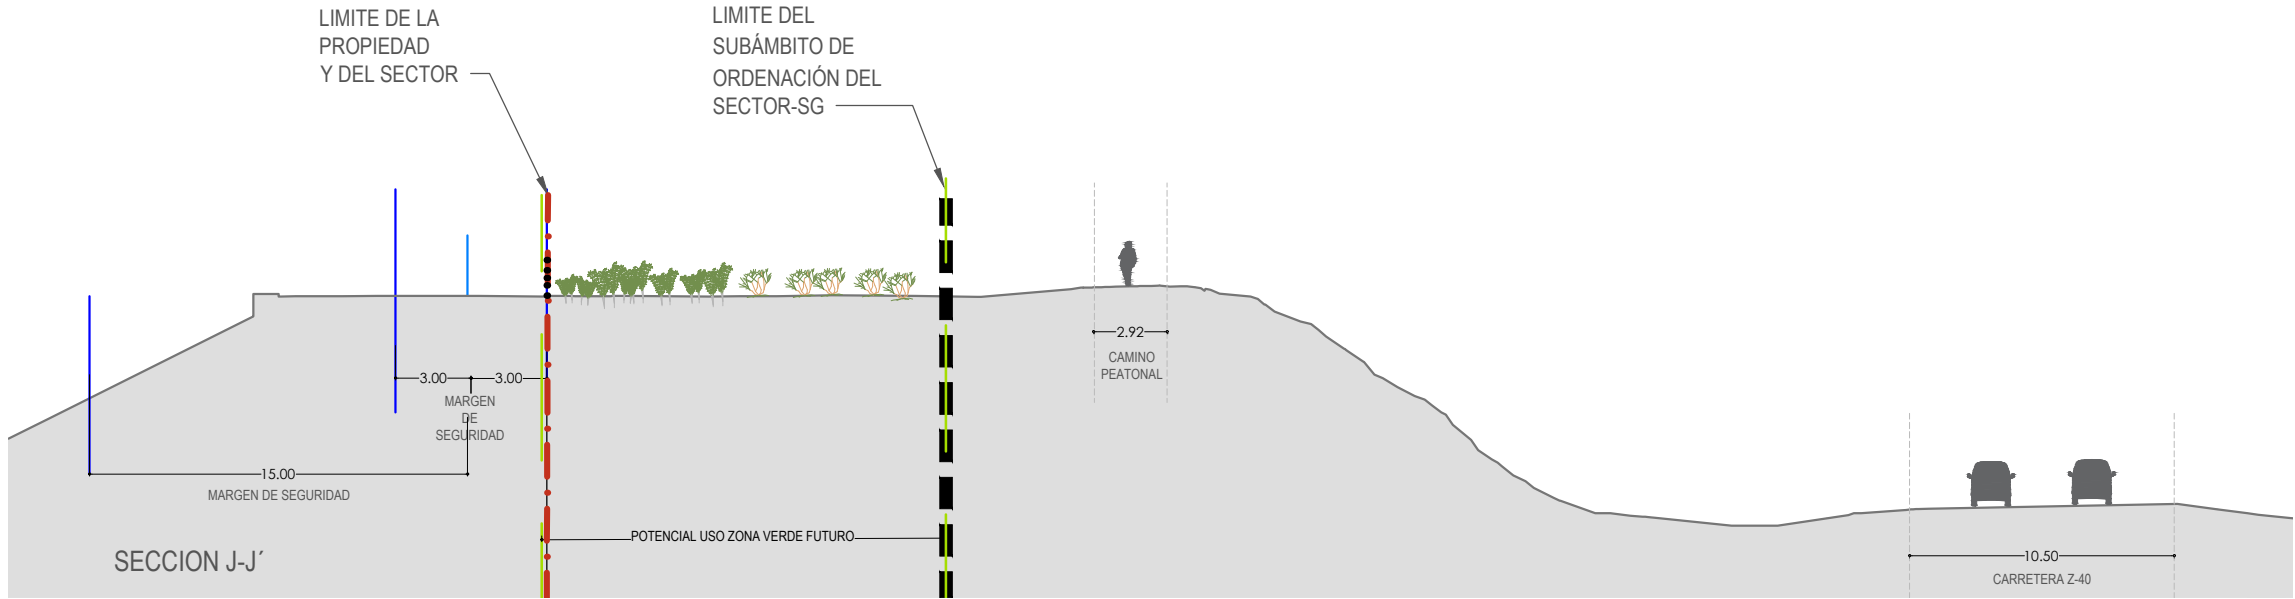 LIMITE DE LA
PROPIEDAD
Y DEL SECTOR
LIMITE DEL
SUBÁMBITO DE
ORDENACIÓN DEL
SECTOR-SG
2.92
CAMINO
PEATONAL
3.00
3.00
MARGEN
DE
SEGURIDAD
15.00
MARGEN DE SEGURIDAD
POTENCIAL USO ZONA VERDE FUTURO
SECCION J-J´
10.50
CARRETERA Z-40